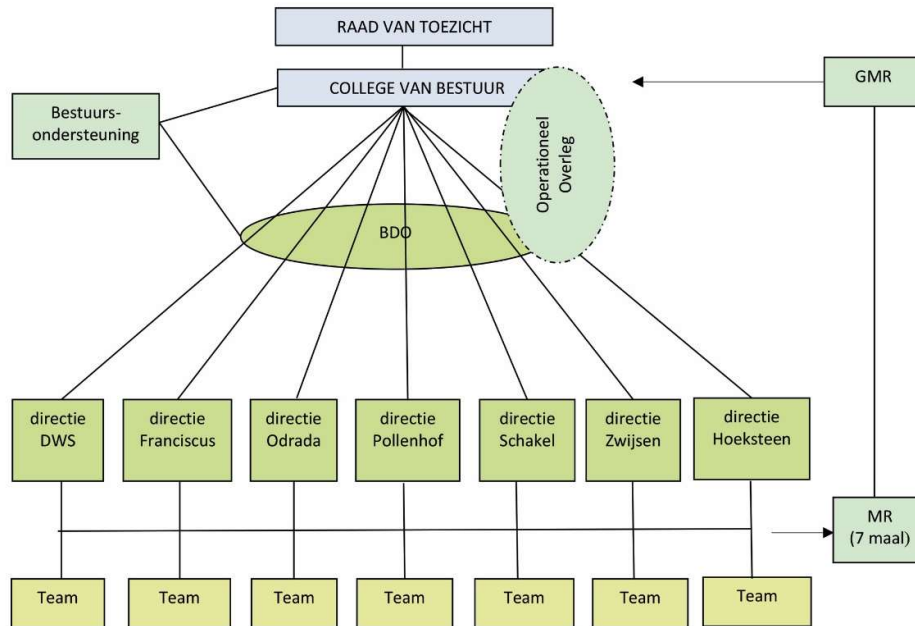 RAAD VAN TOEZICHT
COLLEGE VAN BESTUUR
GMR
Bestuurs-
ondersteuning
Operationeel
Overleg
BDO
directie
DWS
directie
Franciscus
directie
Odrada
directie
Pollenhof
directie
Schakel
directie
Zwijsen
directie
Hoeksteen
MR
(7 maal)
Team
Team
Team
Team
Team
Team
Team